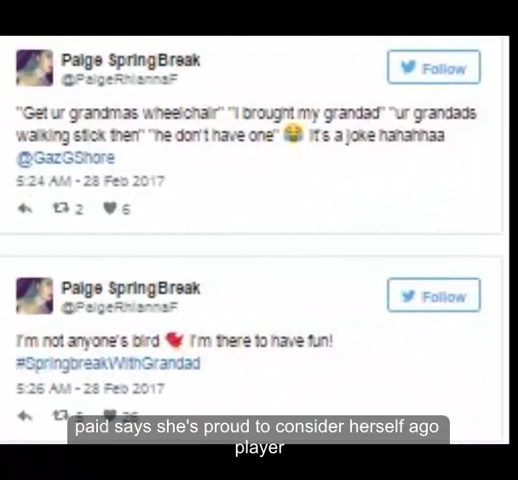 Paige SpringBreak
@PaigeRhiannaF
Follow
"Get ur grandmas wheelchair" "I brought my grandad" "ur grandads
walking stick then" "he don't have one" 😂 It's a joke hahahhaa
@GazGShore
5:24 AM - 28 Feb 2017
2 6
Paige SpringBreak
@PaigeRhiannaF
Follow
I'm not anyone's bird 🐦 I'm there to have fun!
#SpringbreakWithGrandad
5:26 AM - 28 Feb 2017
paid says she's proud to consider herself ago
player